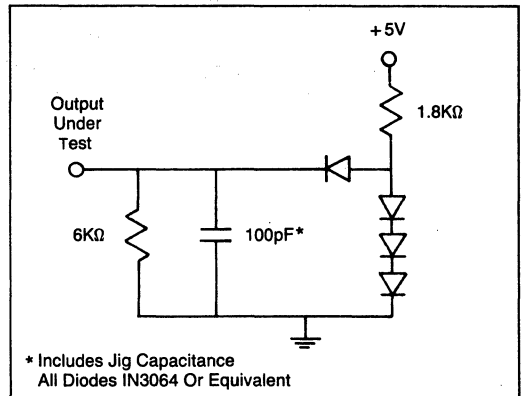 +5V
1.8KΩ
Output
Under
Test
6KΩ
100pF*
* Includes Jig Capacitance
All Diodes IN3064 Or Equivalent